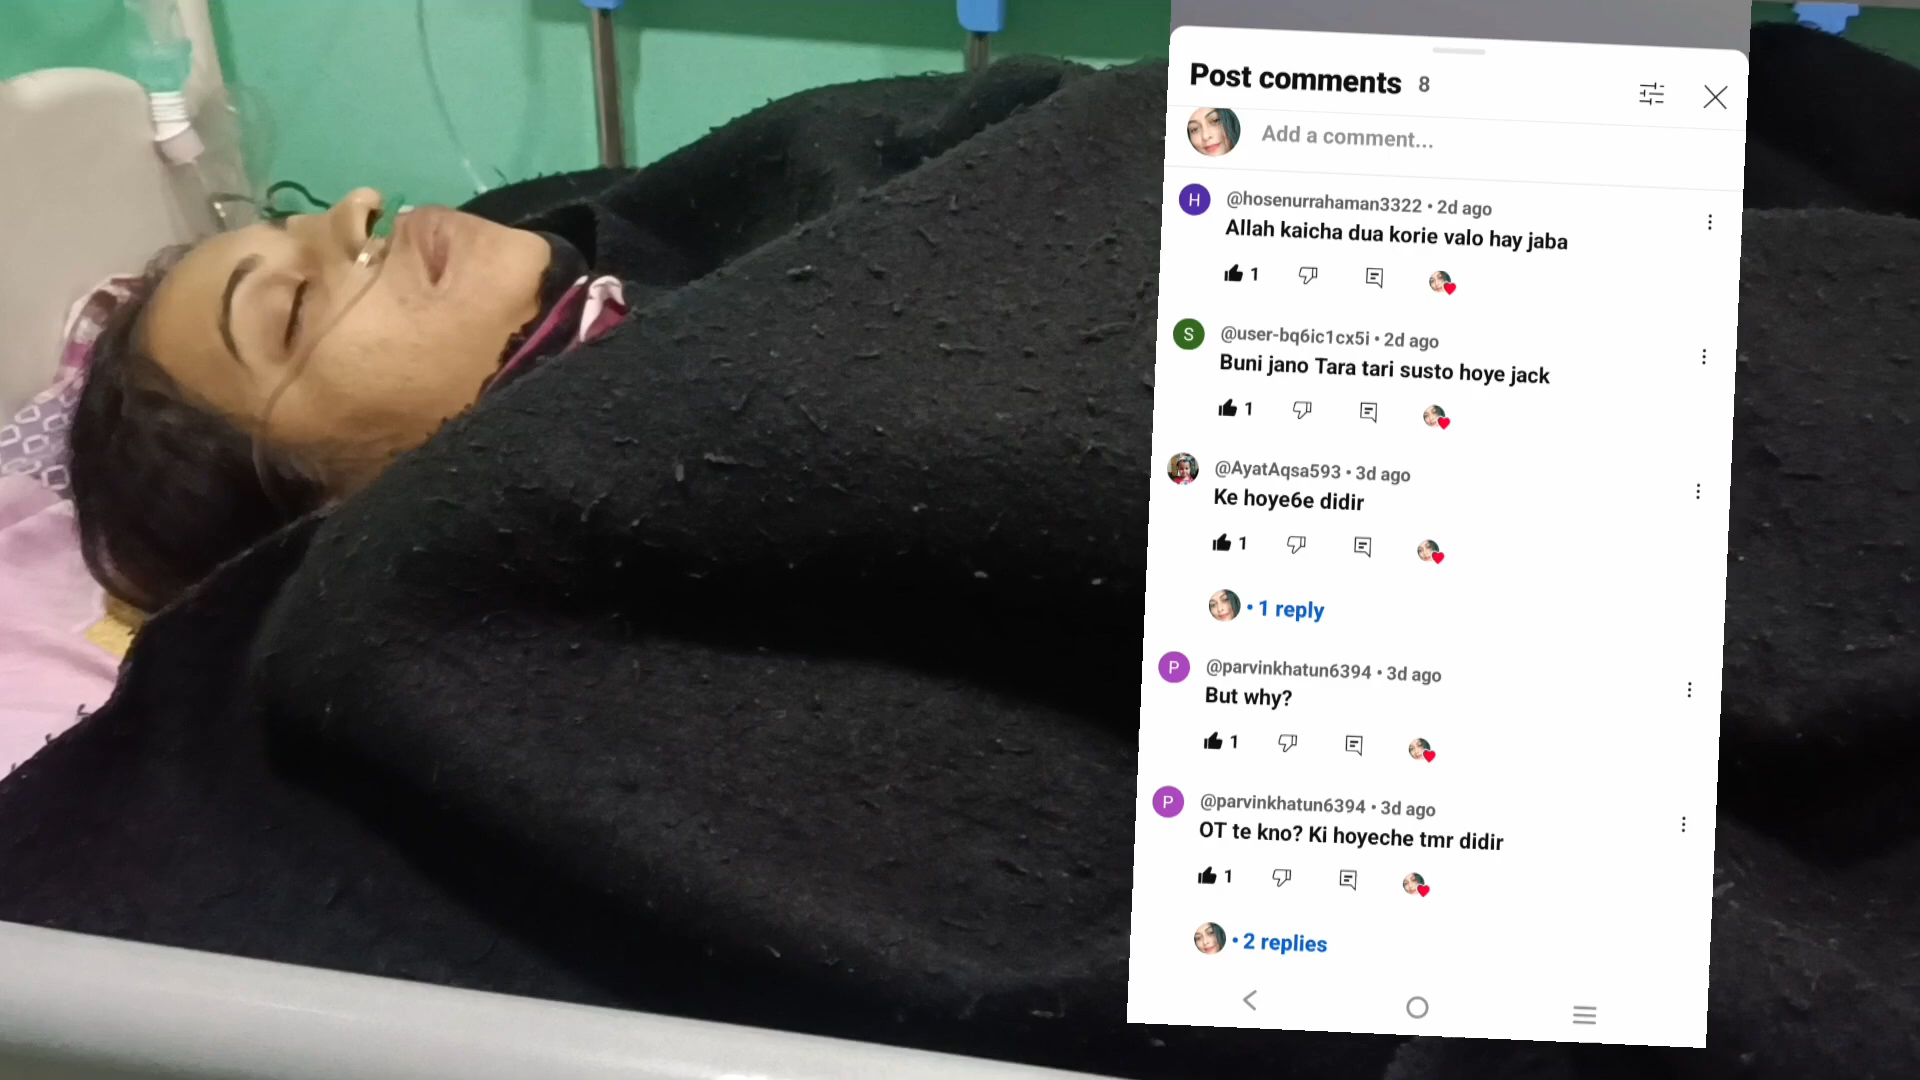 Post comments 8
Add a comment...
H @hosenurrahaman3322 • 2d ago
Allah kaicha dua korie valo hay jaba
1
S @user-bq6ic1cx5i • 2d ago
Buni jano Tara tari susto hoye jack
1
@AyatAqsa593 • 3d ago
Ke hoye6e didir
1
• 1 reply
P @parvinkhatun6394 • 3d ago
But why?
1
P @parvinkhatun6394 • 3d ago
OT te kno? Ki hoyeche tmr didir
1
• 2 replies